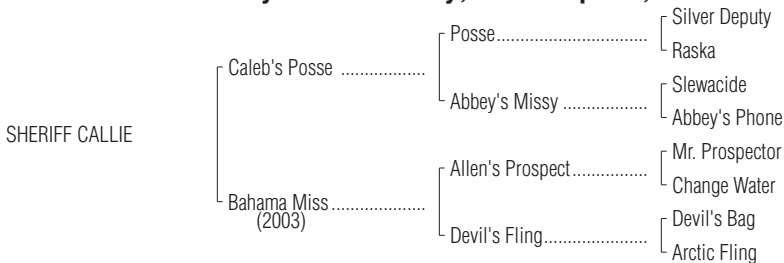 Silver Deputy
Posse................................
Raska
Caleb's Posse ..................
Slewacide
Abbey's Missy ..................
Abbey's Phone
SHERIFF CALLIE
Mr. Prospector
Allen's Prospect................
Change Water
Bahama Miss....................
(2003)
Devil's Bag
Devil's Fling......................
Arctic Fling